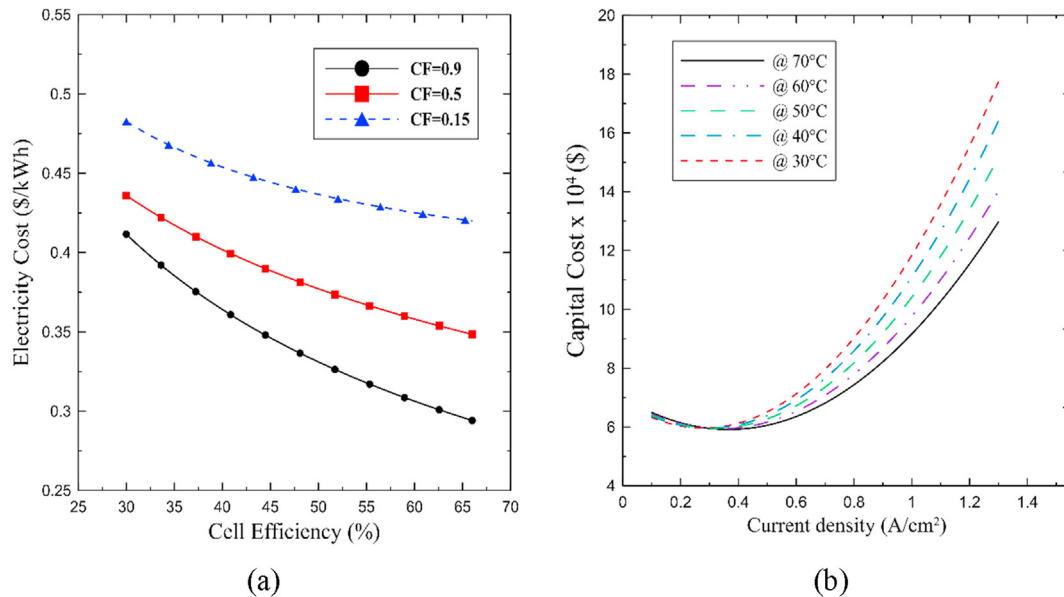 0.55
0.5
0.45
0.4
0.35
0.3
0.25
Electricity Cost ($/kWh)
CF=0.9
CF=0.5
CF=0.15
25 30 35 40 45 50 55 60 65 70
Cell Efficiency (%)
(a)
20
18
16
14
12
10
8
6
4
Capital Cost x 10⁴ ($)
@ 70°C
@ 60°C
@ 50°C
@ 40°C
@ 30°C
0 0.2 0.4 0.6 0.8 1 1.2 1.4
Current density (A/cm²)
(b)